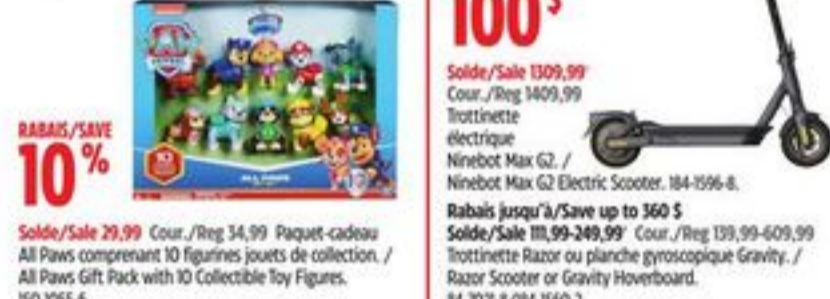 RABAIS/SAVE
10%
ALL PAWS
Solde/Sale 29,99 Cour./Reg 34,99 Paquet-cadeau
All Paws comprenant 10 figurines jouets de collection. /
All Paws Gift Pack with 10 Collectible Toy Figures.
100$
Solde/Sale 1309,99
Cour./Reg 1409,99
Trottinette
électrique
Ninebot Max G2. /
Ninebot Max G2 Electric Scooter. 184-1596-8.
Rabais jusqu'à/Save up to 360 $
Solde/Sale 111,99-249,99 Cour./Reg 139,99-609,99
Trottinette Razor ou planche gyroscopique Gravity. /
Razor Scooter or Gravity Hoverboard.